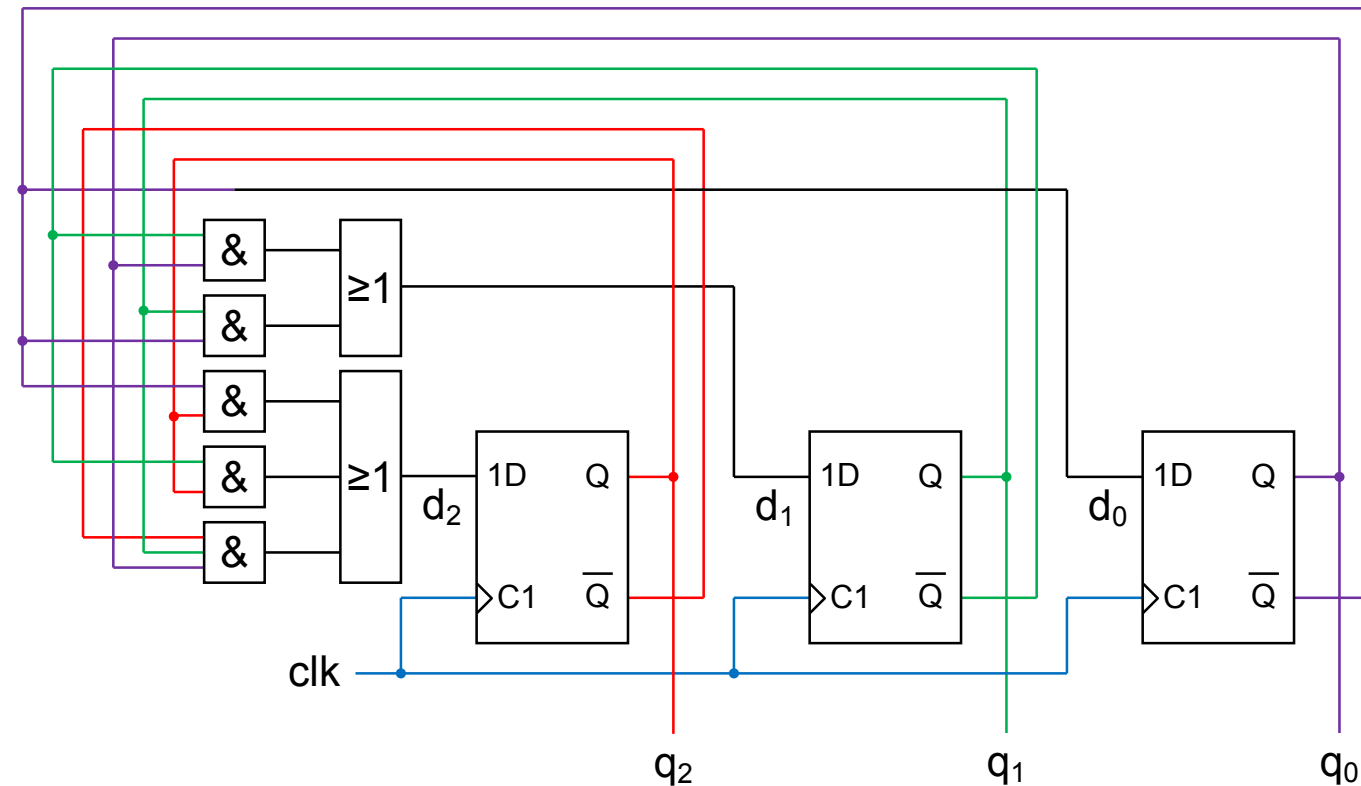 &
&
≥1
&
&
&
≥1
d₂
1D Q
C1 Q̅
d₁
1D Q
C1 Q̅
d₀
1D Q
C1 Q̅
clk
q₂ q₁ q₀